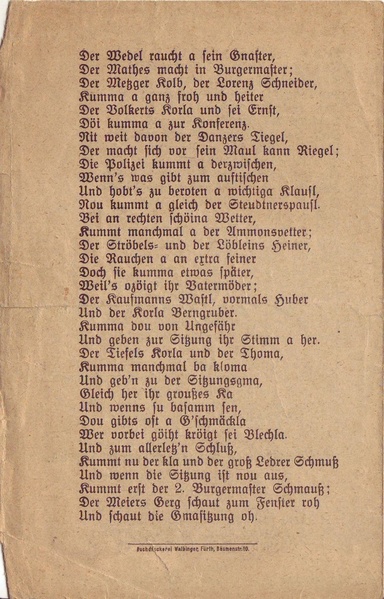 Der Wedel raucht a sein Gnaster,
Der Mathes macht in Burgermaster;
Der Metzger Kolb, der Lorenz Schneider,
Kumma a ganz froh und heiter
Der Volkerts Korla und sei Ernst,
Döi kumma a zur Konferenz.
Nit weit davon der Danzers Tiegel,
Der macht sich vor sein Maul kann Riegel;
Die Polizei kummt a derzwischen,
Wenn's was gibt zum auftischen
Und hobt's zu beroten a wichtiga Klausl,
Nou kummt a gleich der Steudtnerspausl.
Bei an rechten schöina Wetter,
Kummt manchmal a der Ammonsvetter;
Der Ströbels- und der Löbleins Heiner,
Die Rauchen a an extra feiner
Doch sie kumma etwas später,
Weil's ozöigt ihr Vatermöder;
Der Kaufmanns Wastl, vormals Huber
Und der Korla Berngruber.
Kumma dou von Ungefähr
Und geben zur Sitzung ihr Stimm a her.
Der Tiefels Korla und der Thoma,
Kumma manchmal ba kloma
Und geb'n zu der Sitzungsgma,
Gleich her ihr groußes Ka
Und wenns su basamm sen,
Dou gibts oft a G'schmäckla
Wer vorbei göiht kröigt sei Blechla.
Und zum allerletz'n Schluß,
Kummt nu der kla und der groß Ledrer Schmuß
Und wenn die Sitzung ist nou aus,
Kummt erst der 2. Burgermaster Schmauß;
Der Meiers Gerg schaut zum Fenster roh
Und schaut die Gmasitzung oh.
Buchdruckerei Waibinger, Fürth, Blumenstr.